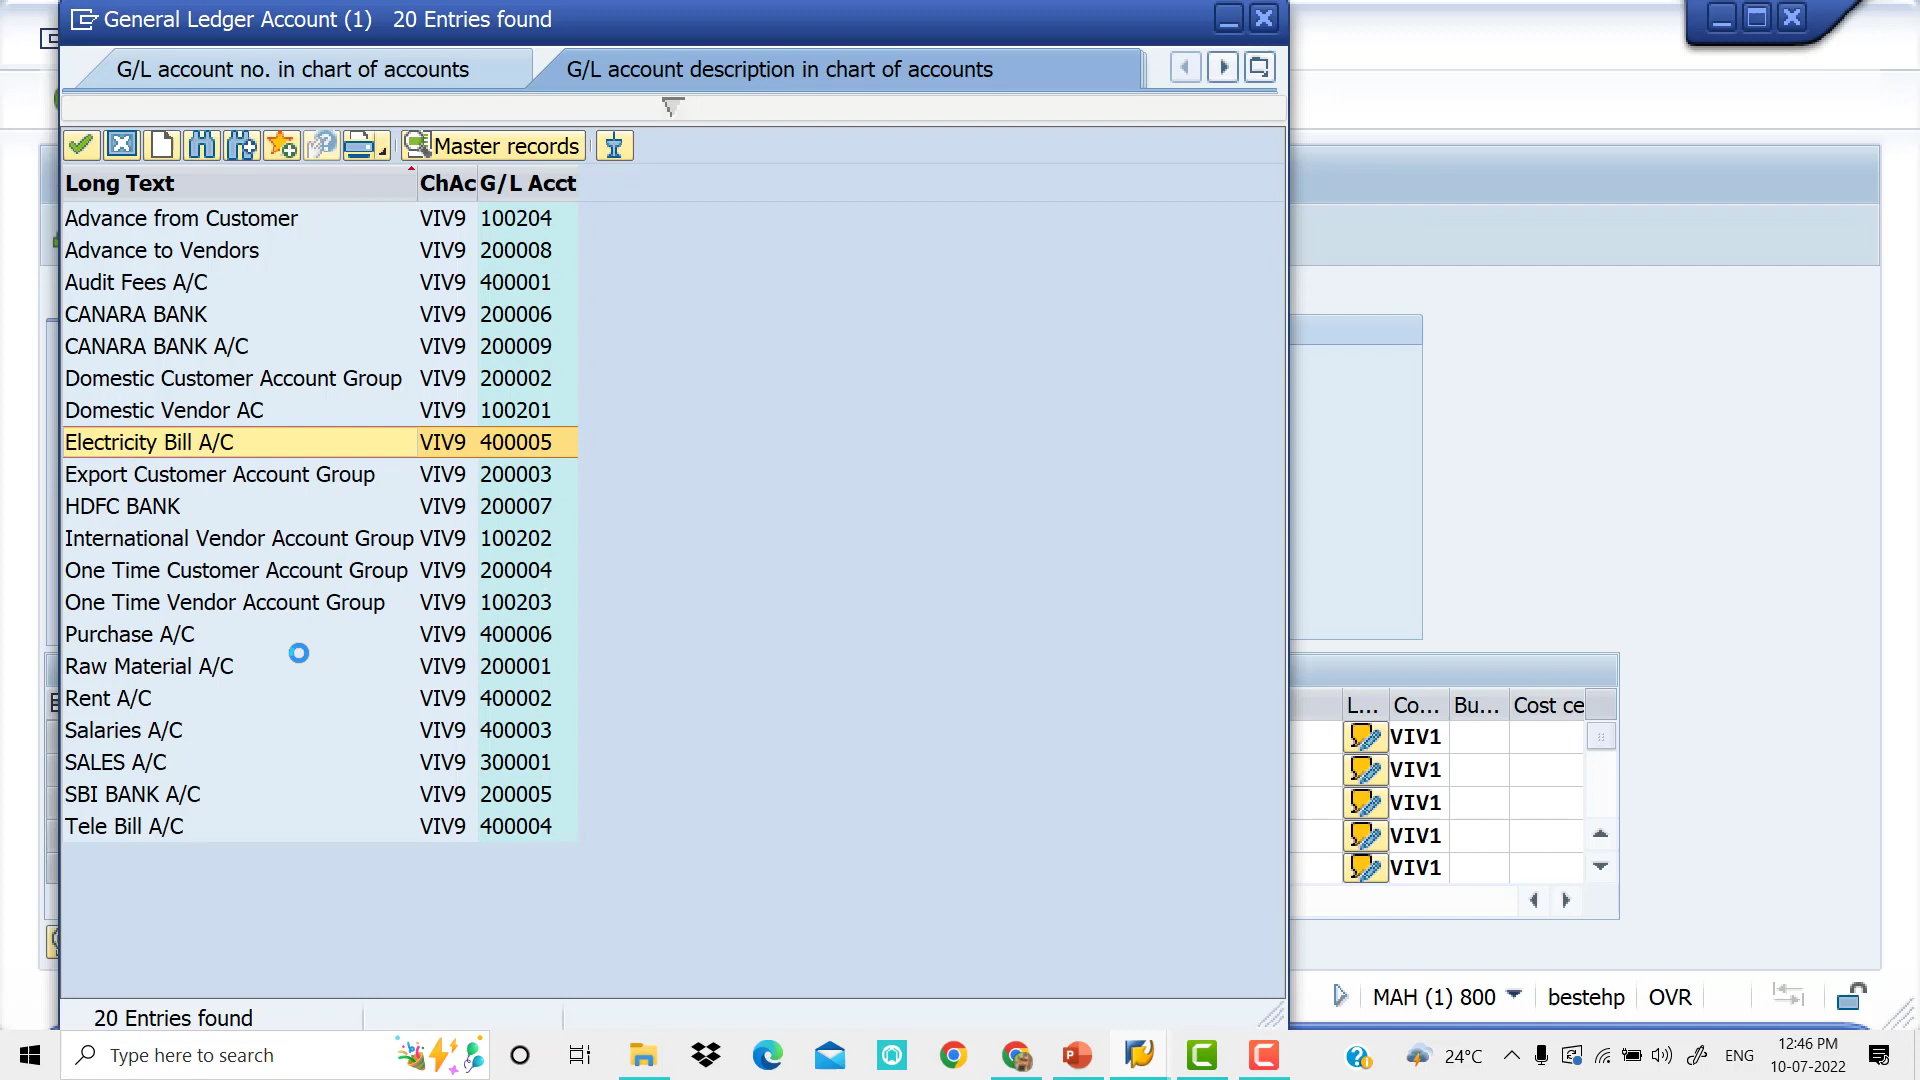 General Ledger Account (1) 20 Entries found
G/L account no. in chart of accounts
G/L account description in chart of accounts
Master records
Long Text ChAc G/L Acct
Advance from Customer VIV9 100204
Advance to Vendors VIV9 200008
Audit Fees A/C VIV9 400001
CANARA BANK VIV9 200006
CANARA BANK A/C VIV9 200009
Domestic Customer Account Group VIV9 200002
Domestic Vendor AC VIV9 100201
Electricity Bill A/C VIV9 400005
Export Customer Account Group VIV9 200003
HDFC BANK VIV9 200007
International Vendor Account Group VIV9 100202
One Time Customer Account Group VIV9 200004
One Time Vendor Account Group VIV9 100203
Purchase A/C VIV9 400006
Raw Material A/C VIV9 200001
Rent A/C VIV9 400002
Salaries A/C VIV9 400003
SALES A/C VIV9 300001
SBI BANK A/C VIV9 200005
Tele Bill A/C VIV9 400004
20 Entries found
L... Co... Bu... Cost ce
VIV1
VIV1
VIV1
VIV1
VIV1
MAH (1) 800 bestehp OVR
Type here to search
24°C
ENG
12:46 PM
10-07-2022